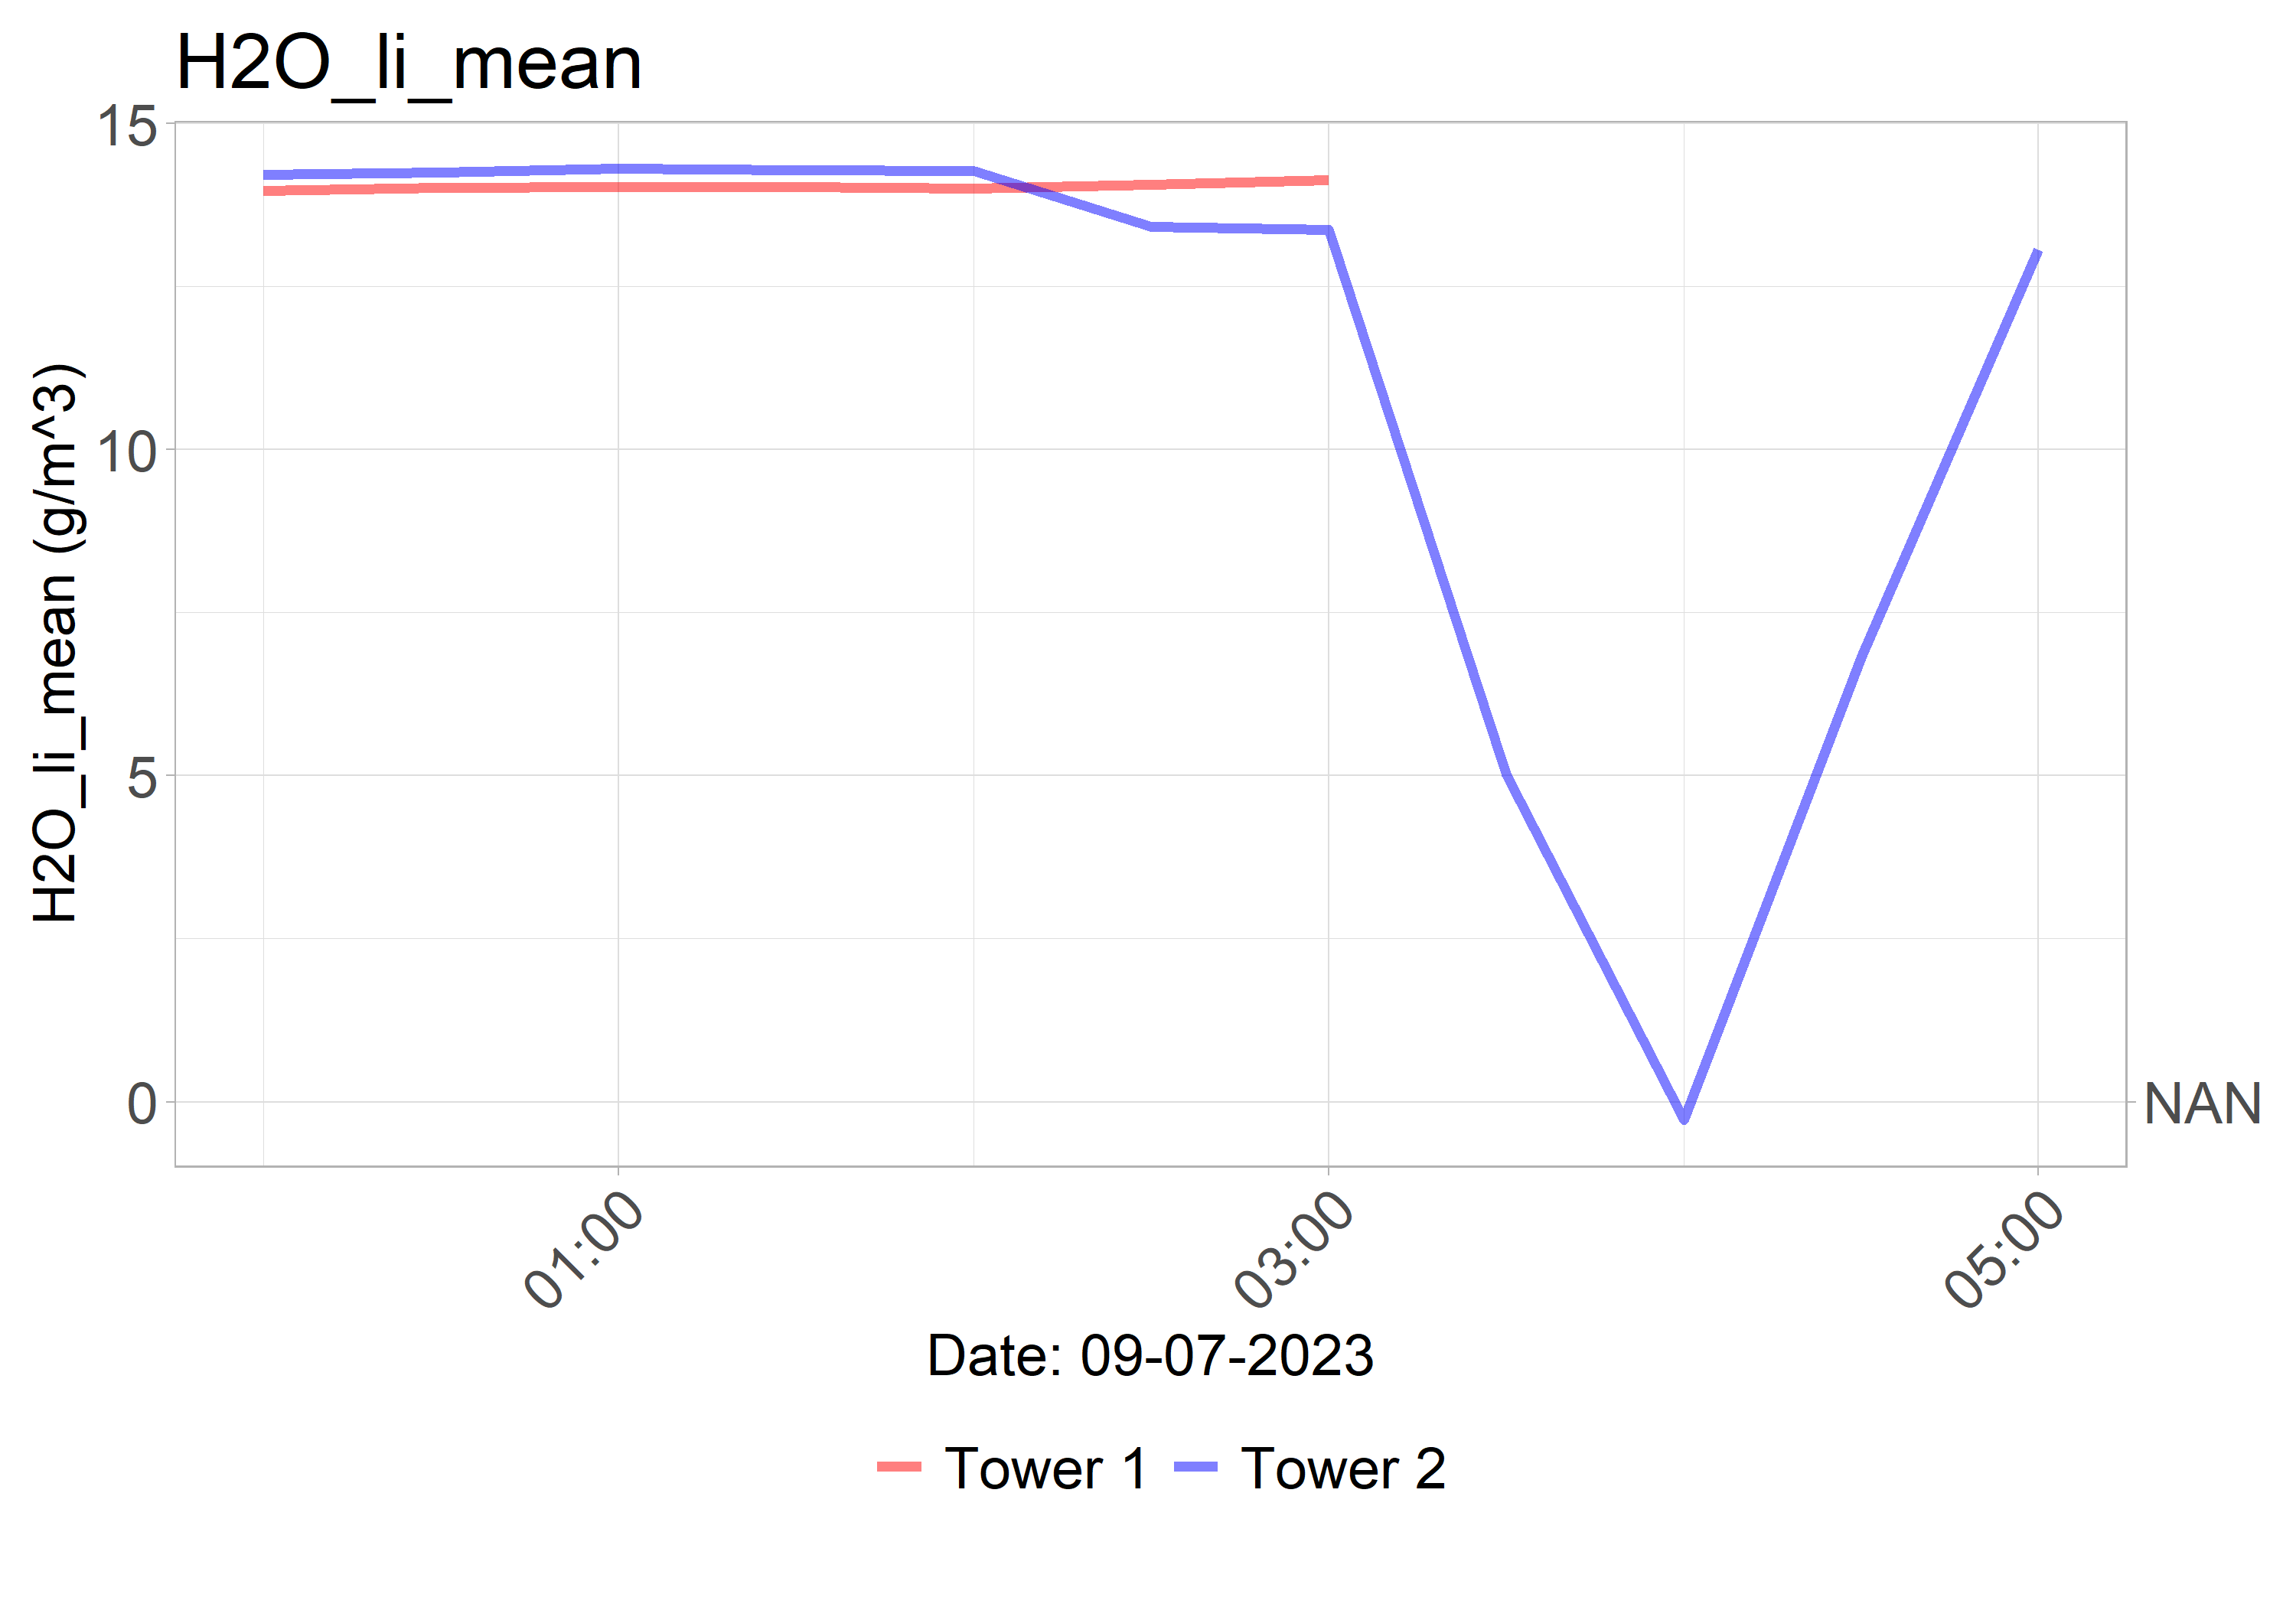 H2O_li_mean
H2O_li_mean (g/m^3)
15
10
5
0
NAN
01:00
03:00
05:00
Date: 09-07-2023
Tower 1
Tower 2